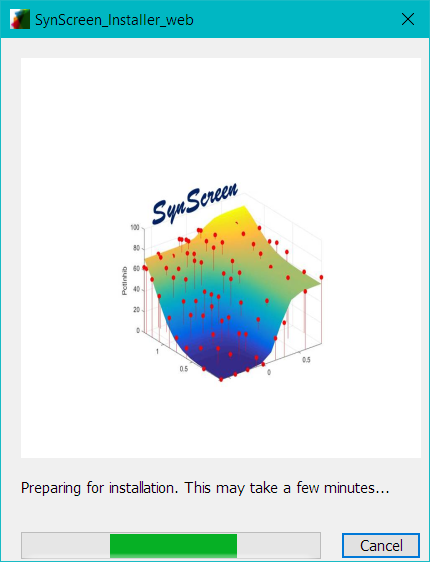 SynScreen_Installer_web
SynScreen
100
80
60
40
20
0
PctInhib
1
0.5
0
0.5
Preparing for installation. This may take a few minutes...
Cancel